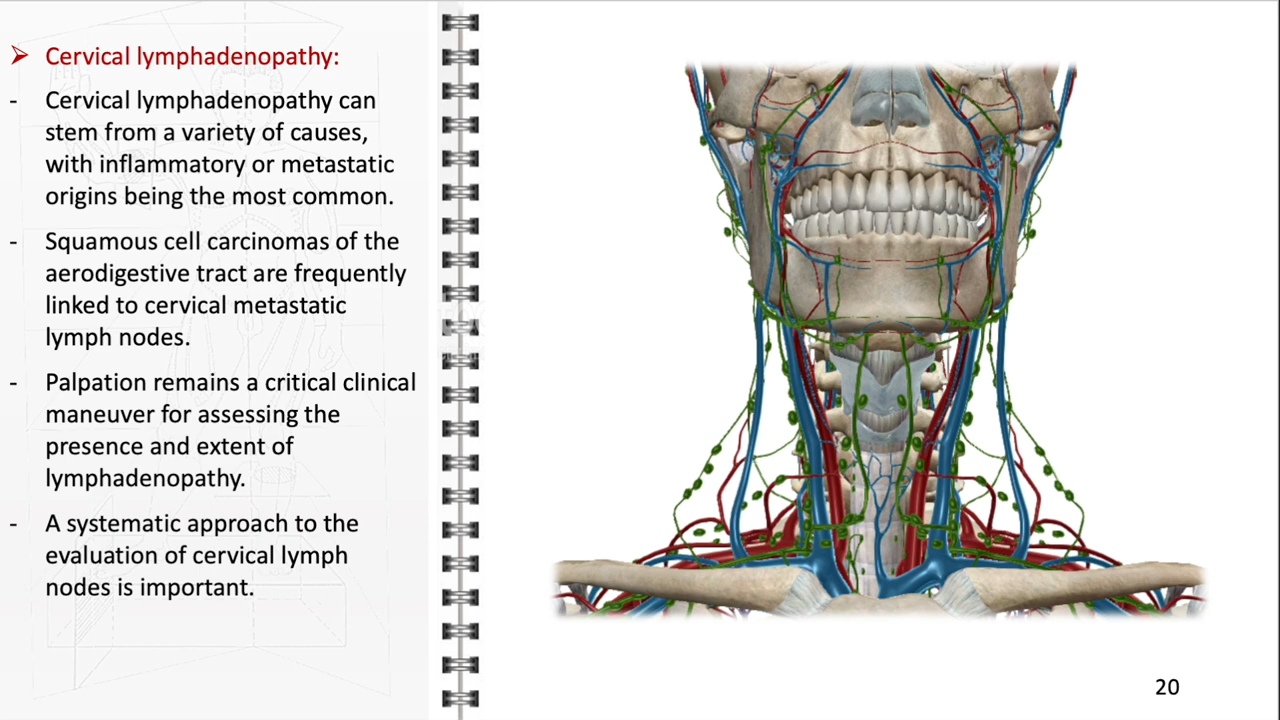 ➢ Cervical lymphadenopathy:
- Cervical lymphadenopathy can
stem from a variety of causes,
with inflammatory or metastatic
origins being the most common.
- Squamous cell carcinomas of the
aerodigestive tract are frequently
linked to cervical metastatic
lymph nodes.
- Palpation remains a critical clinical
maneuver for assessing the
presence and extent of
lymphadenopathy.
- A systematic approach to the
evaluation of cervical lymph
nodes is important.
20